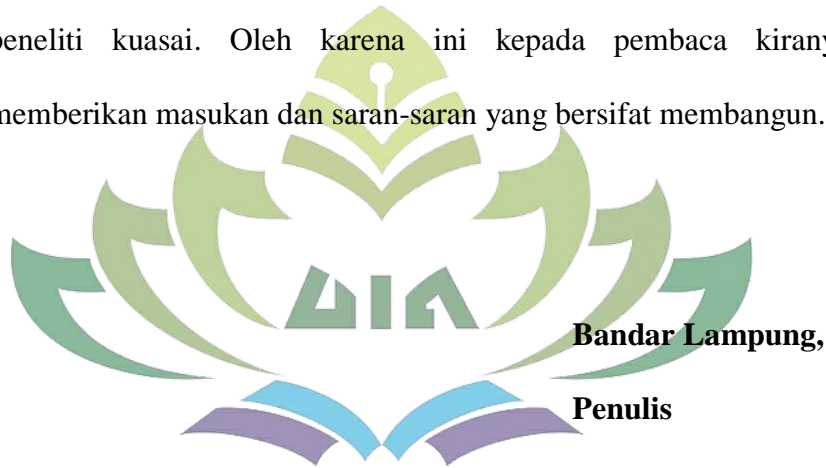 peneliti kuasai. Oleh karena ini kepada pembaca kirany
memberikan masukan dan saran-saran yang bersifat membangun.
UIN
Bandar Lampung,
Penulis